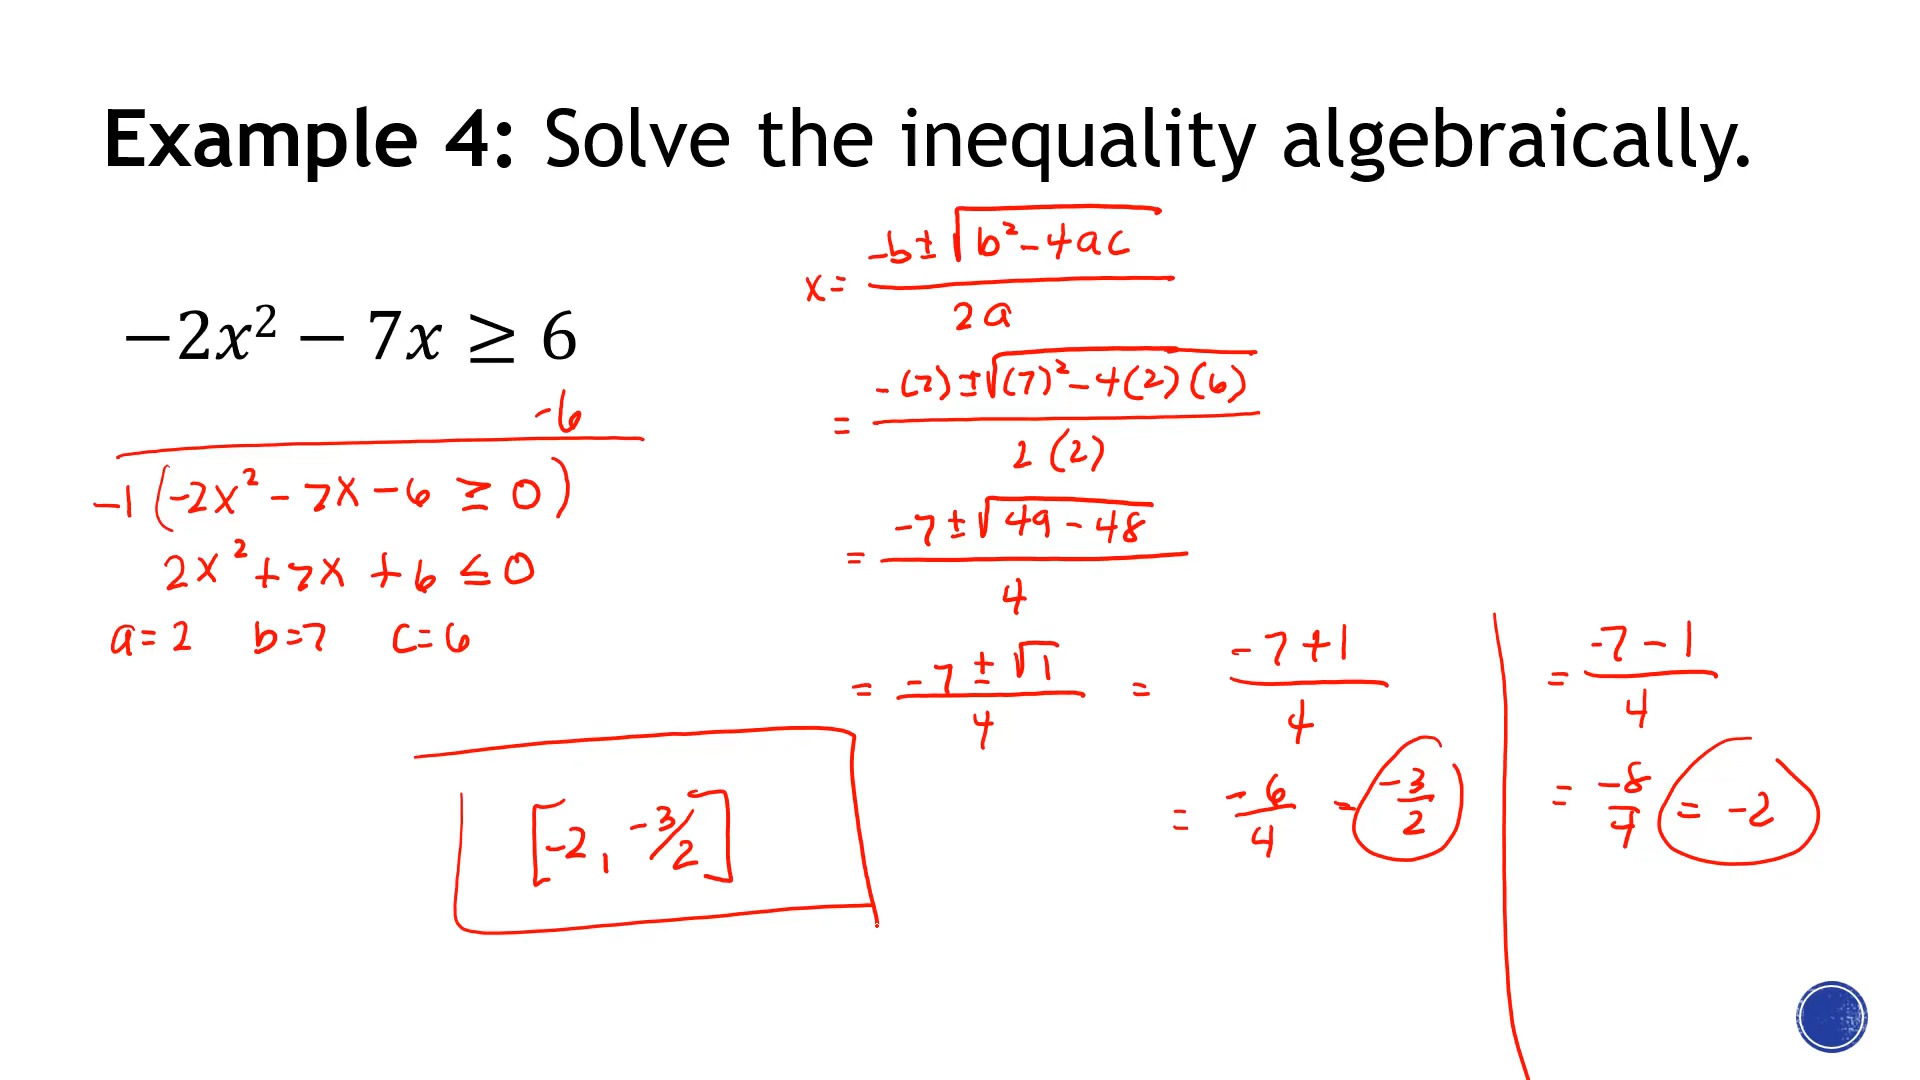 Example 4: Solve the inequality algebraically.
−2x² − 7x ≥ 6
-6
-1 (-2x² - 7x - 6 ≥ 0)
2x² + 7x + 6 ≤ 0
a = 2 b = 7 c = 6
x = (-b ± √(b² - 4ac)) / 2a
= (-(7) ± √((7)² - 4(2)(6))) / 2(2)
= (-7 ± √(49 - 48)) / 4
= (-7 ± √1) / 4 = (-7 + 1) / 4
= -6/4 = -3/2
= (-7 - 1) / 4
= -8/4 = -2
[-2, -3/2]